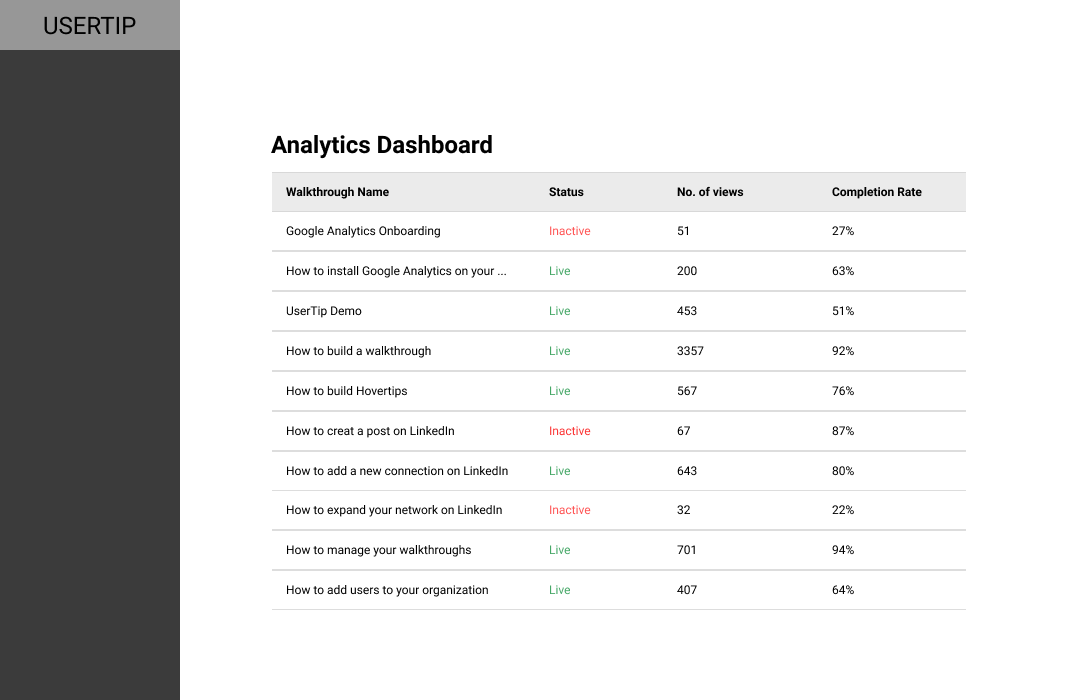 USERTIP
Analytics Dashboard
Walkthrough Name Status No. of views Completion Rate
Google Analytics Onboarding Inactive 51 27%
How to install Google Analytics on your ... Live 200 63%
UserTip Demo Live 453 51%
How to build a walkthrough Live 3357 92%
How to build Hovertips Live 567 76%
How to creat a post on LinkedIn Inactive 67 87%
How to add a new connection on LinkedIn Live 643 80%
How to expand your network on LinkedIn Inactive 32 22%
How to manage your walkthroughs Live 701 94%
How to add users to your organization Live 407 64%